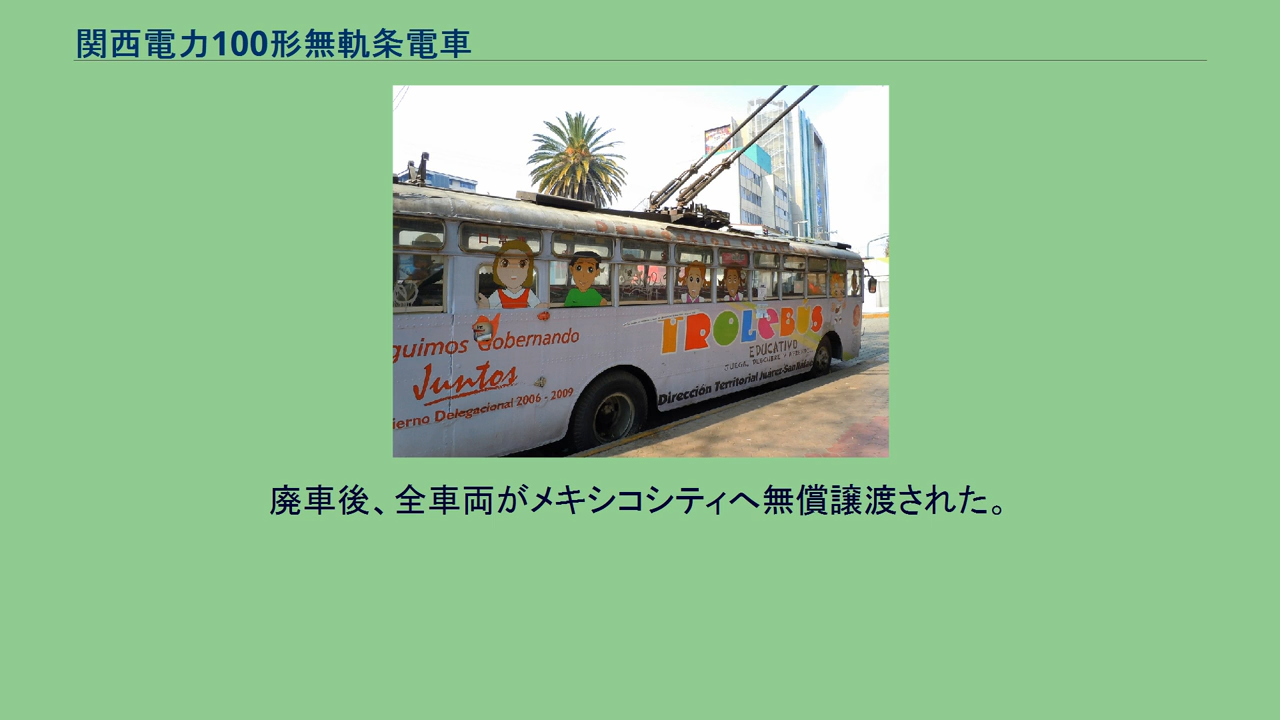 関西電力100形無軌条電車
guimos Gobernando
Juntos
ierno Delegacional 2006 - 2009
TROLEBUS
EDUCATIVO
Dirección Territorial Juárez-San
廃車後、全車両がメキシコシティへ無償譲渡された。